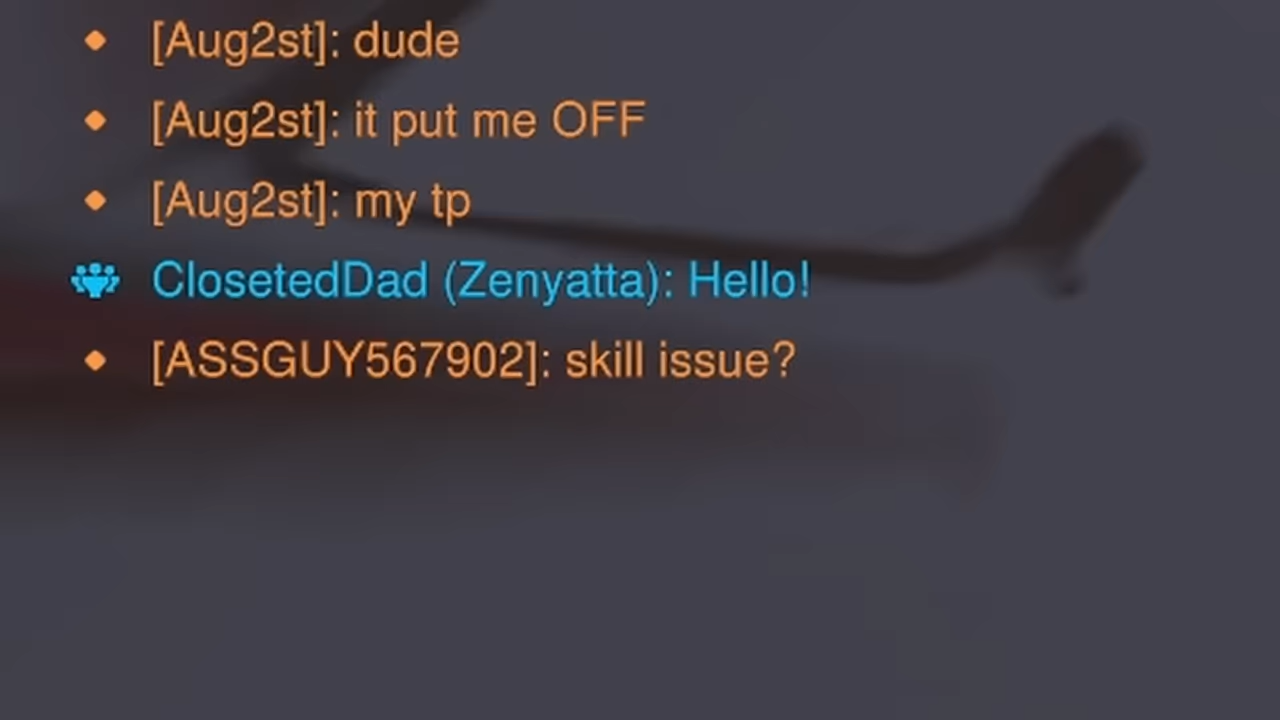 [Aug2st]: dude
[Aug2st]: it put me OFF
[Aug2st]: my tp
ClosetedDad (Zenyatta): Hello!
[ASSGUY567902]: skill issue?